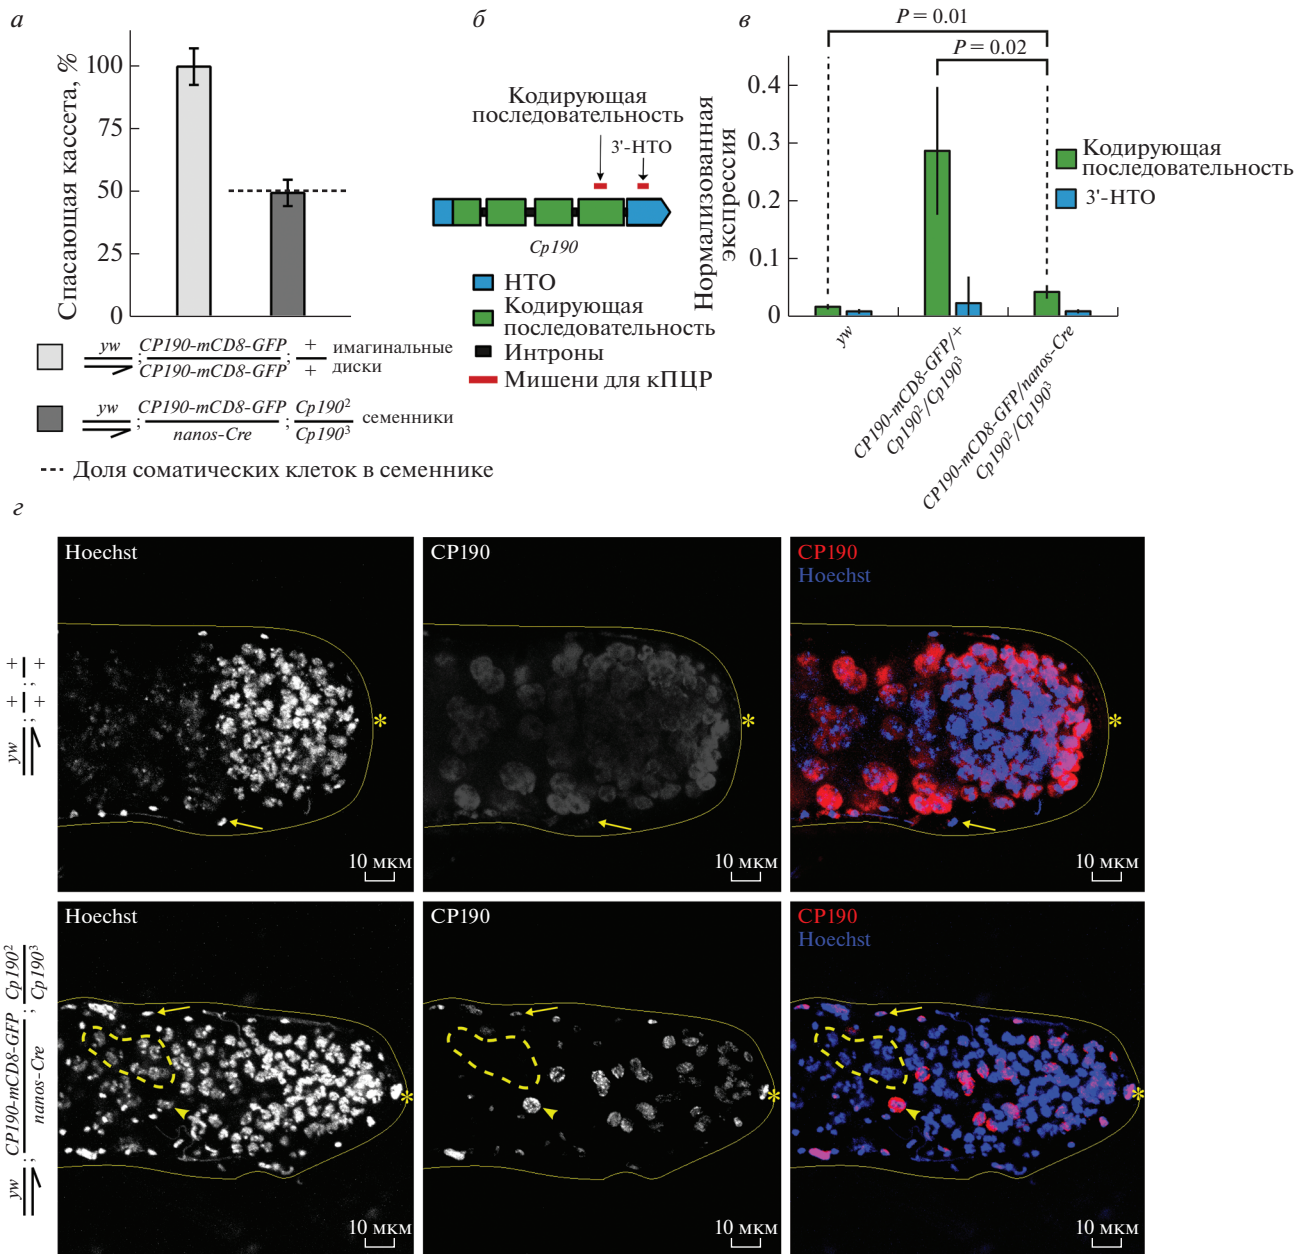 а
Спасающая кассета, %
100
75
50
25
0
yw ; CP190-mCD8-GFP ; + имагинальные
CP190-mCD8-GFP + диски
yw ; CP190-mCD8-GFP ; Cp190² семенники
nanos-Cre Cp190³
Доля соматических клеток в семеннике
б
Кодирующая
последовательность
3'-НТО
Cp190
НТО
Кодирующая
последовательность
Интроны
Мишени для кПЦР
в
P = 0.01
P = 0.02
Нормализованная
экспрессия
0.4
0.3
0.2
0.1
0
Кодирующая
последовательность
3'-НТО
yw
CP190-mCD8-GFP/+
Cp190²/Cp190³
CP190-mCD8-GFP/nanos-Cre
Cp190²/Cp190³
г
yw ; + ; +
+ +
Hoechst
10 мкм
CP190
*
10 мкм
CP190
Hoechst
*
10 мкм
yw ; CP190-mCD8-GFP ; Cp190²
nanos-Cre Cp190³
Hoechst
*
10 мкм
CP190
*
10 мкм
CP190
Hoechst
*
10 мкм